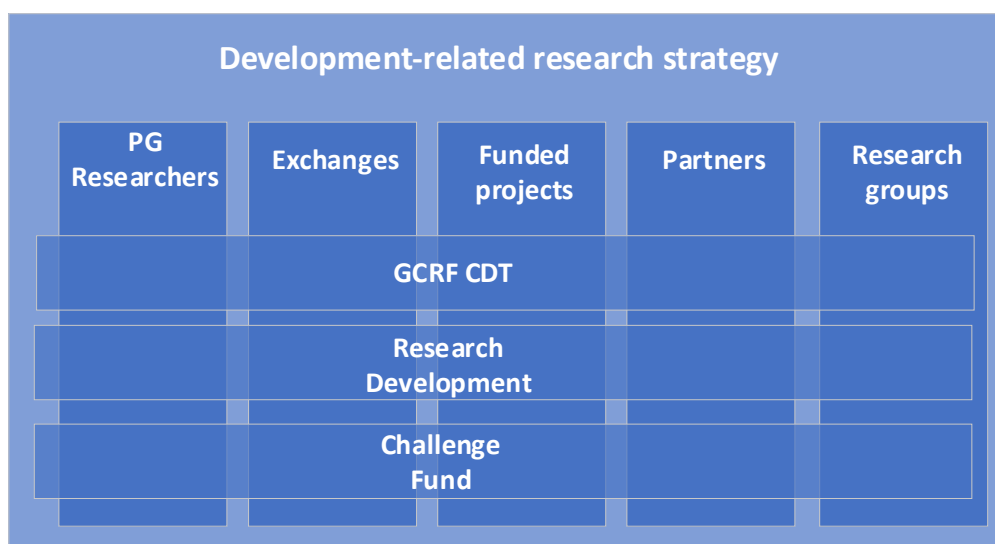 Development-related research strategy
PG
Researchers
Exchanges
Funded
projects
Partners
Research
groups
GCRF CDT
Research
Development
Challenge
Fund